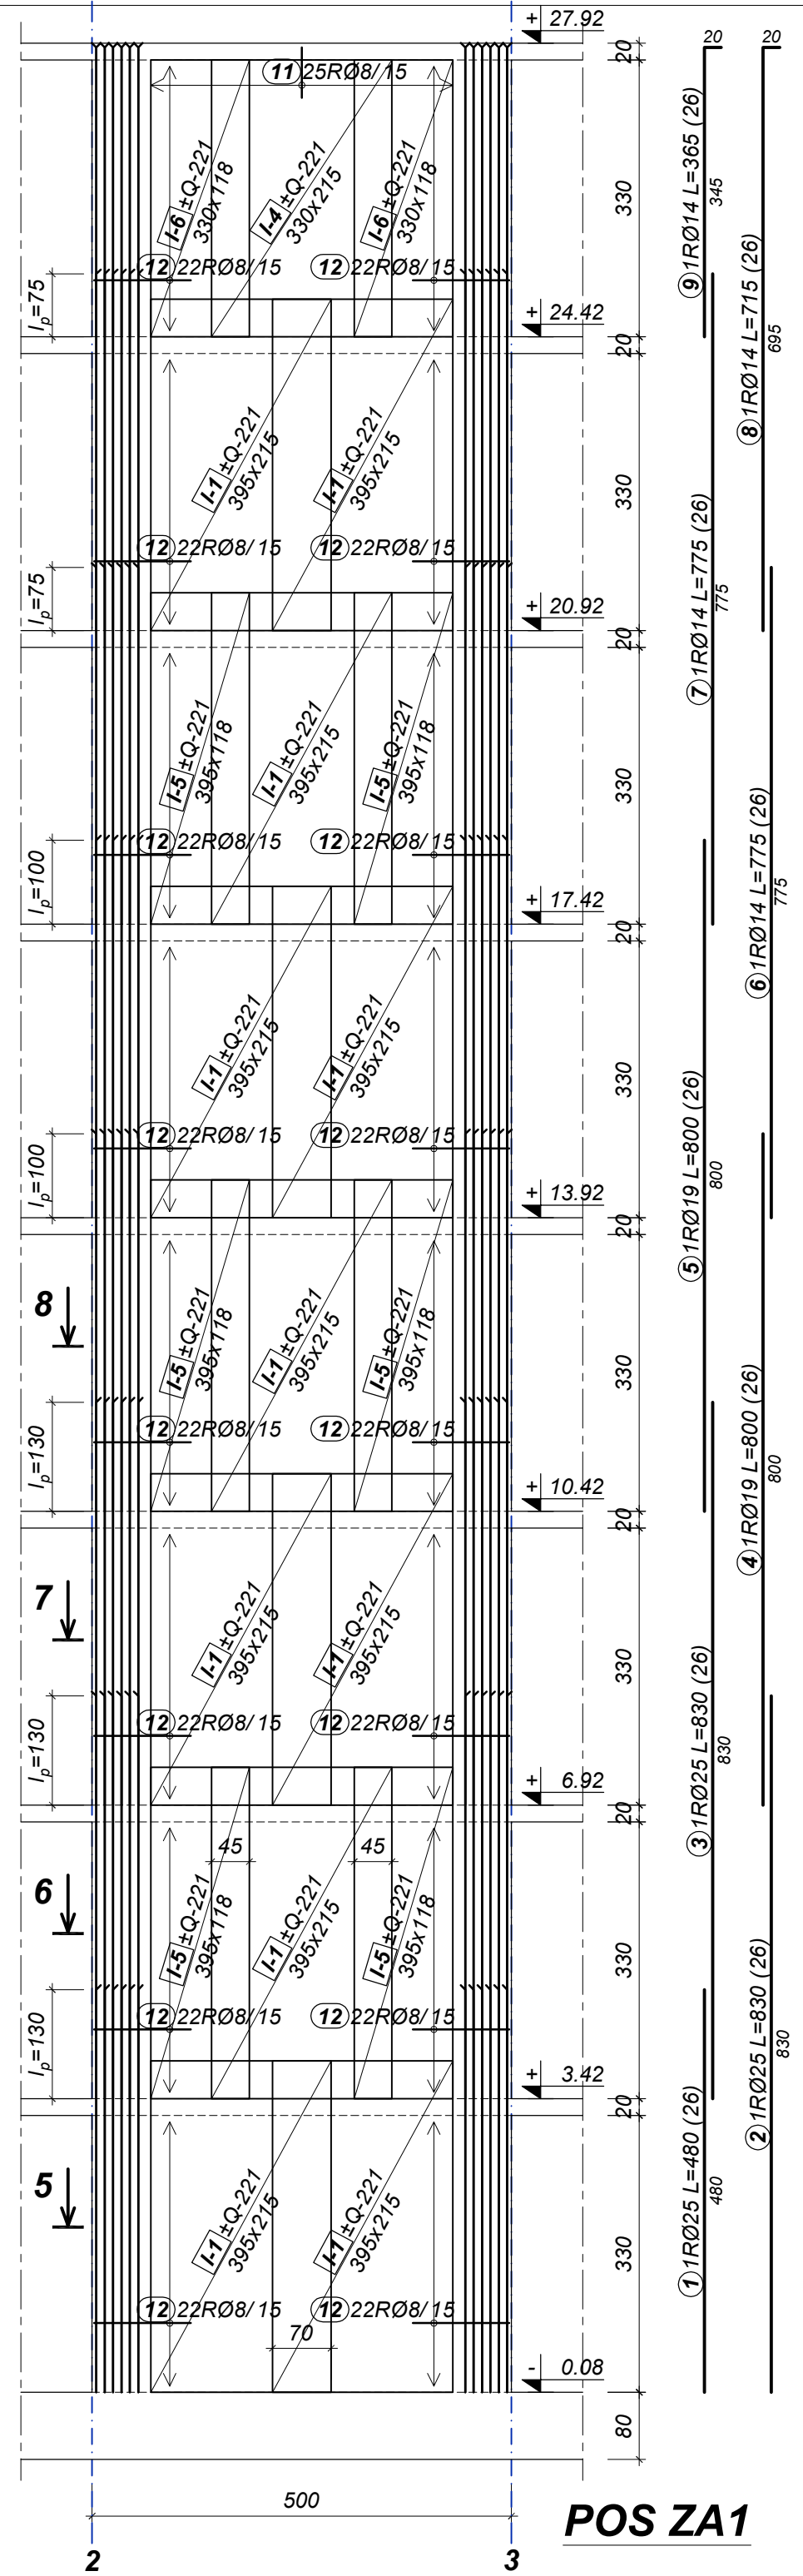 + 27.92
20
20
20
11 25RØ8/15
I-6 ±Q-221
330x118
I-4 ±Q-221
330x215
I-6 ±Q-221
330x118
330
9 1RØ14 L=365 (26)
345
12 22RØ8/15
12 22RØ8/15
lp=75
+ 24.42
20
8 1RØ14 L=715 (26)
695
I-1 ±Q-221
395x215
I-1 ±Q-221
395x215
330
12 22RØ8/15
12 22RØ8/15
lp=75
+ 20.92
20
7 1RØ14 L=775 (26)
775
I-5 ±Q-221
395x118
I-1 ±Q-221
395x215
I-5 ±Q-221
395x118
330
12 22RØ8/15
12 22RØ8/15
lp=100
+ 17.42
20
6 1RØ14 L=775 (26)
775
I-1 ±Q-221
395x215
I-1 ±Q-221
395x215
330
12 22RØ8/15
12 22RØ8/15
lp=100
+ 13.92
20
5 1RØ19 L=800 (26)
800
8
I-5 ±Q-221
395x118
I-1 ±Q-221
395x215
I-5 ±Q-221
395x118
330
12 22RØ8/15
12 22RØ8/15
lp=130
+ 10.42
20
4 1RØ19 L=800 (26)
800
7
I-1 ±Q-221
395x215
I-1 ±Q-221
395x215
330
12 22RØ8/15
12 22RØ8/15
lp=130
+ 6.92
20
3 1RØ25 L=830 (26)
830
45
45
6
I-5 ±Q-221
395x118
I-1 ±Q-221
395x215
I-5 ±Q-221
395x118
330
12 22RØ8/15
12 22RØ8/15
lp=130
+ 3.42
20
2 1RØ25 L=830 (26)
830
5
I-1 ±Q-221
395x215
I-1 ±Q-221
395x215
330
1 1RØ25 L=480 (26)
480
12 22RØ8/15
12 22RØ8/15
70
- 0.08
80
500
POS ZA1
2
3